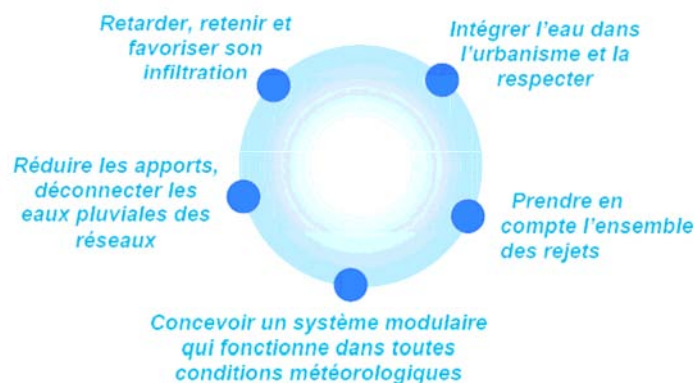 Retarder, retenir et
favoriser son
infiltration
Intégrer l'eau dans
l'urbanisme et la
respecter
Réduire les apports,
déconnecter les
eaux pluviales des
réseaux
Prendre en
compte l'ensemble
des rejets
Concevoir un système modulaire
qui fonctionne dans toutes
conditions météorologiques